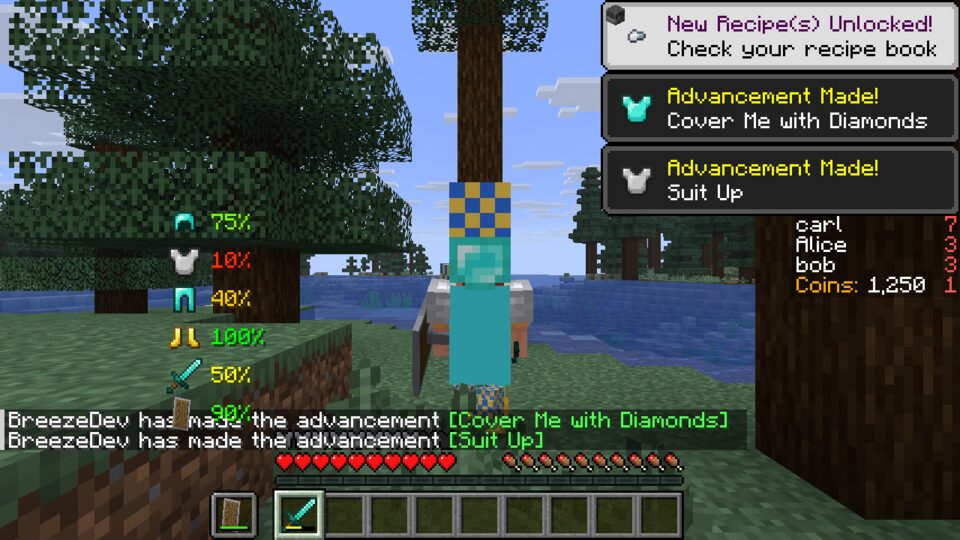 New Recipe(s) Unlocked!
Check your recipe book
Advancement Made!
Cover Me with Diamonds
Advancement Made!
Suit Up
carl 7
Alice 3
bob 3
Coins: 1,250 1
75%
10%
40%
100%
50%
90%
BreezeDev has made the advancement [Cover Me with Diamonds]
BreezeDev has made the advancement [Suit Up]